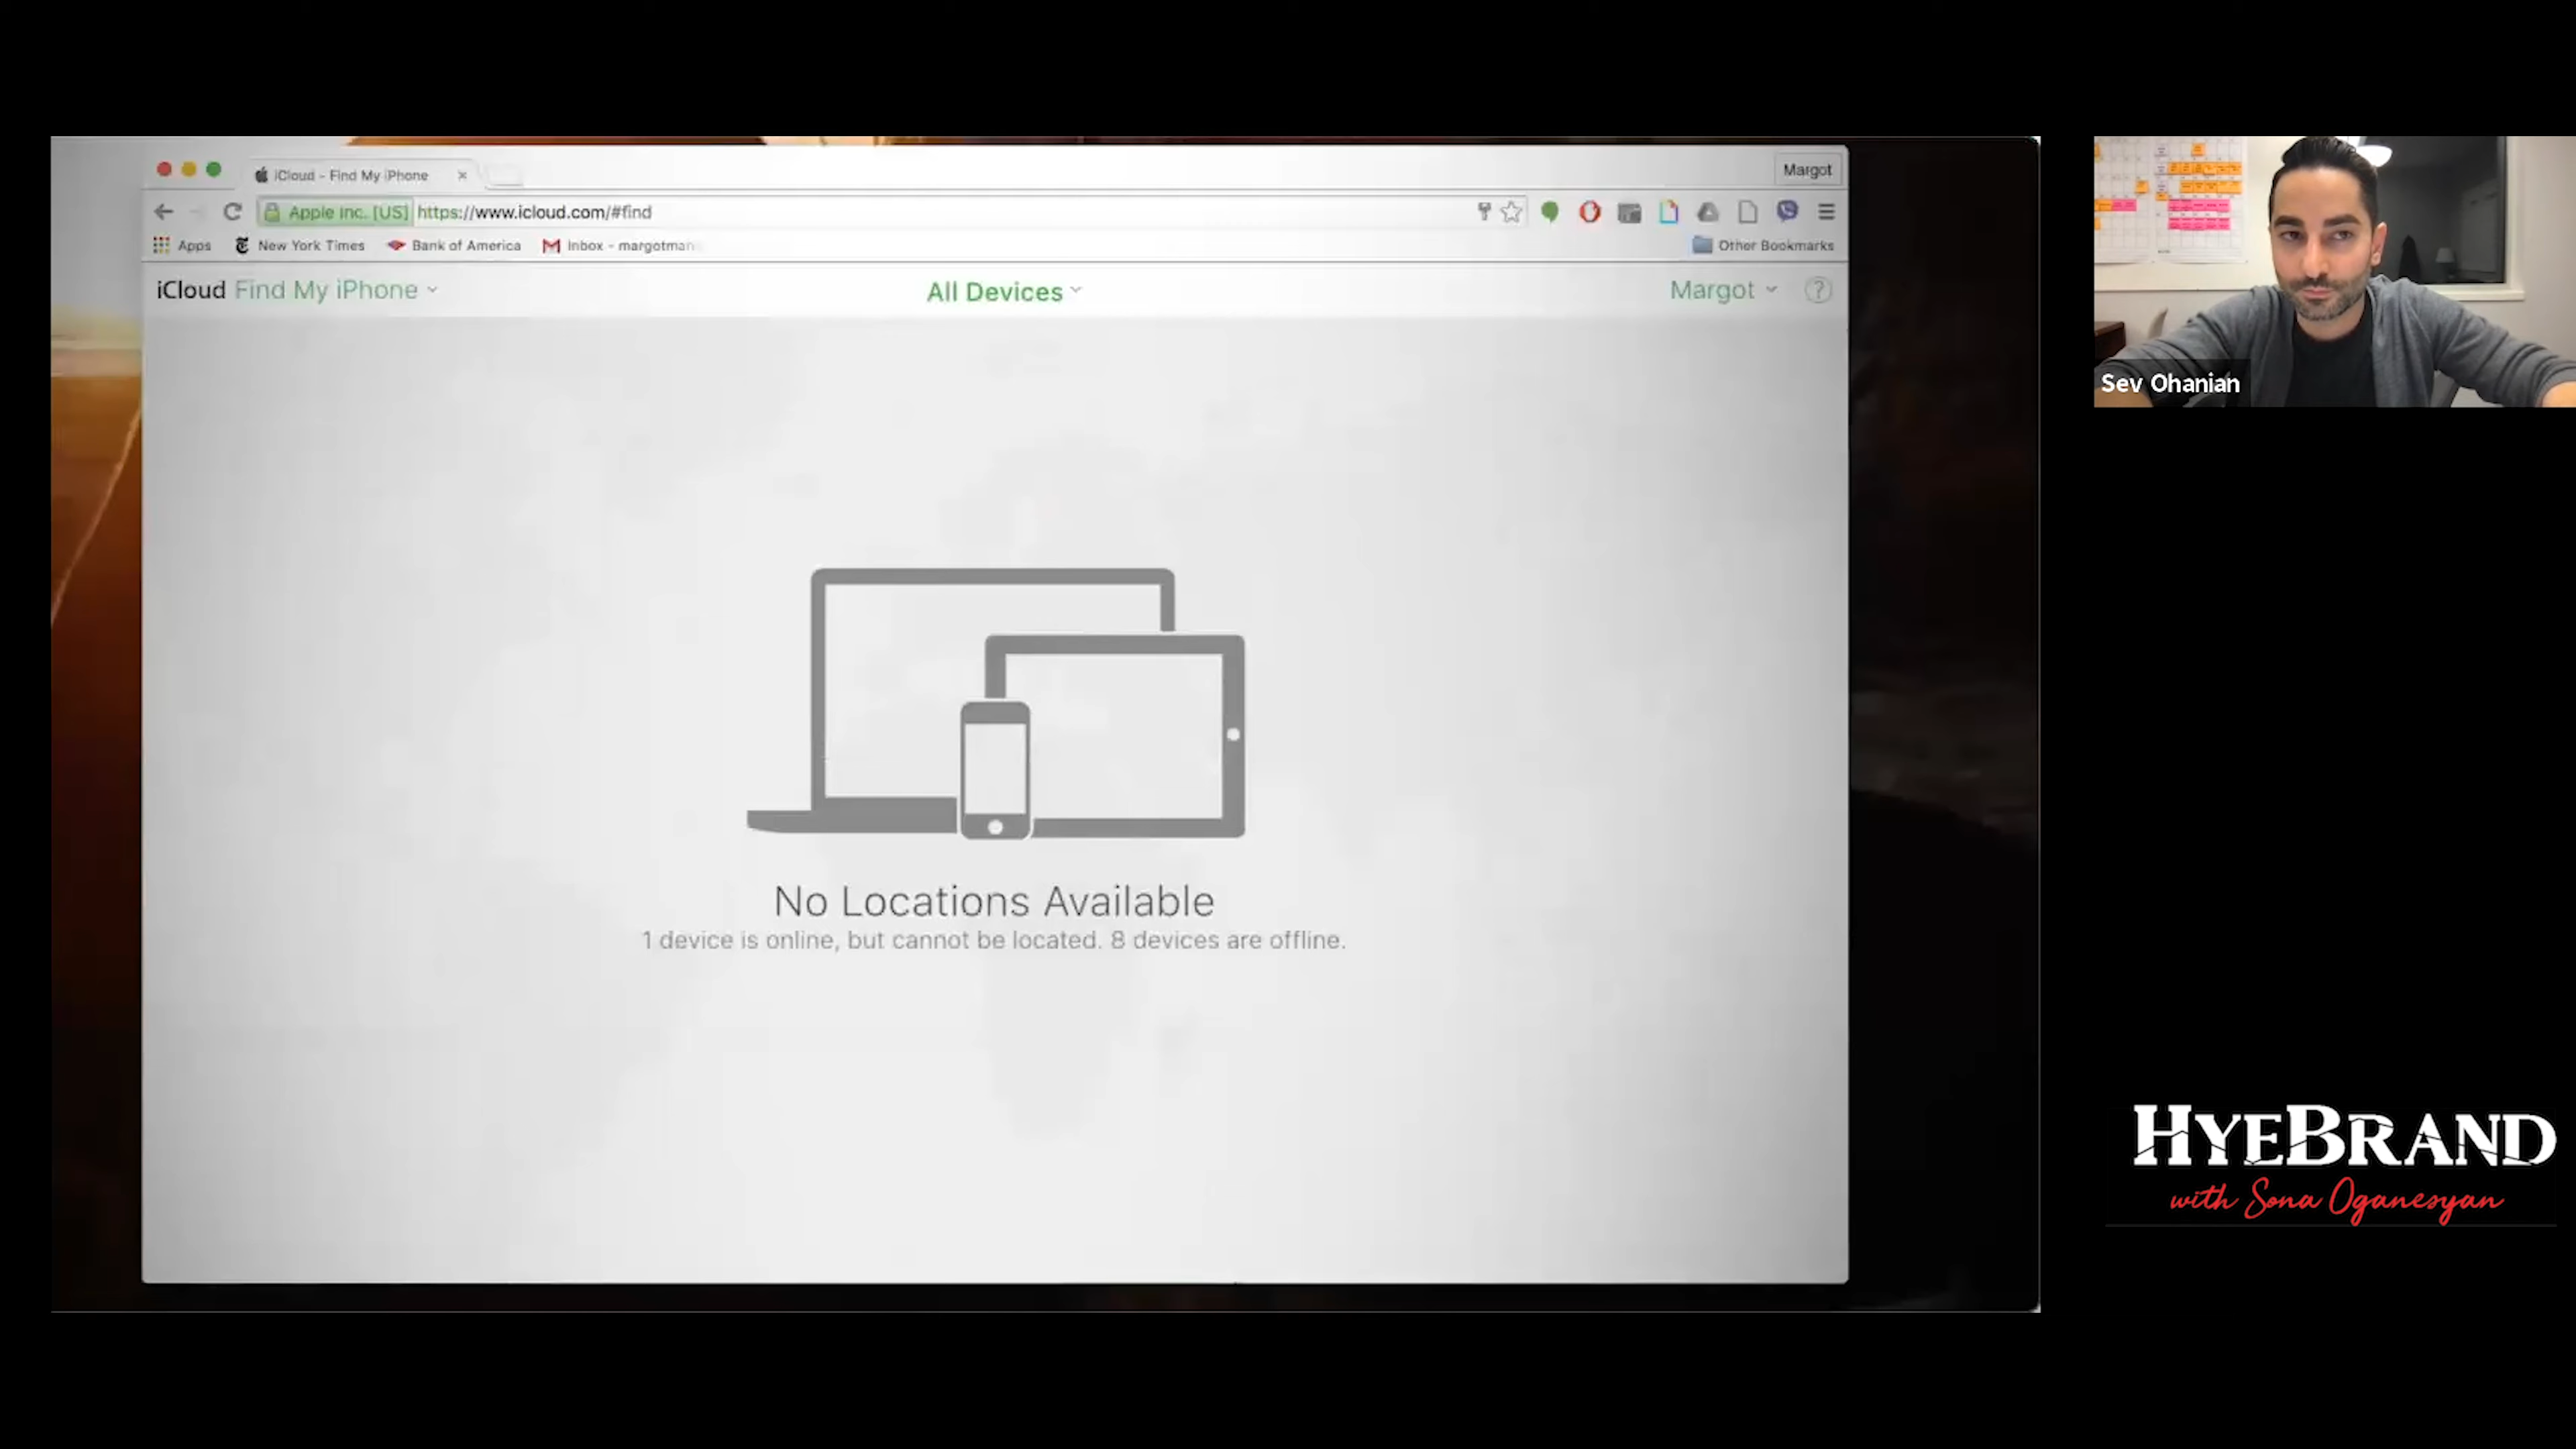 iCloud - Find My iPhone
Margot
Apple Inc. [US] https://www.icloud.com/#find
Apps New York Times Bank of America Inbox - margotman
Other Bookmarks
iCloud Find My iPhone
All Devices
Margot ?
No Locations Available
1 device is online, but cannot be located. 8 devices are offline.
Sev Ohanian
HYEBRAND
with Sona Oganesyan